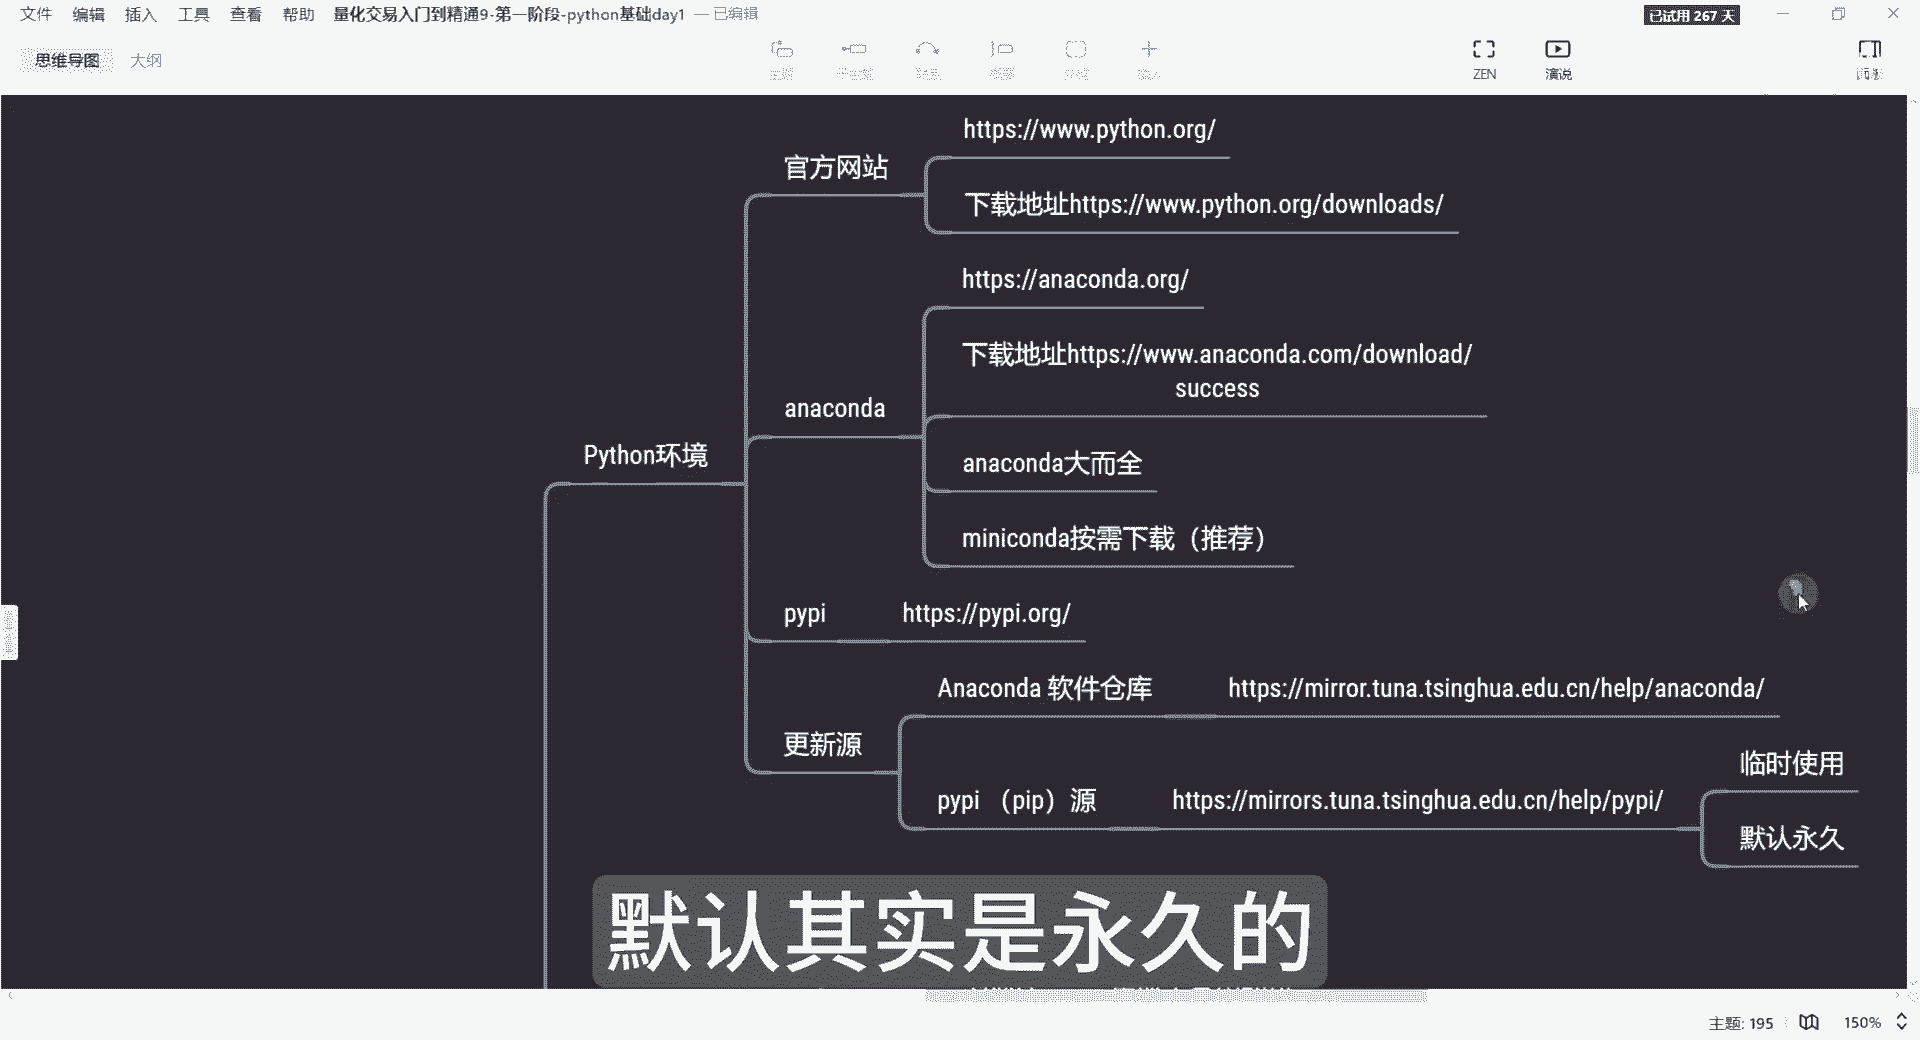 文件 编辑 插入 工具 查看 帮助 量化交易入门到精通9-第一阶段-python基础day1 — 已编辑 已试用 267 天
思维导图 大纲
ZEN 演说
https://www.python.org/
官方网站
下载地址https://www.python.org/downloads/
https://anaconda.org/
下载地址https://www.anaconda.com/download/
success
anaconda
Python环境
anaconda大而全
miniconda按需下载（推荐）
pypi https://pypi.org/
Anaconda 软件仓库 https://mirror.tuna.tsinghua.edu.cn/help/anaconda/
更新源
临时使用
pypi （pip）源 https://mirrors.tuna.tsinghua.edu.cn/help/pypi/
默认永久
默认其实是永久的
主题: 195 150%